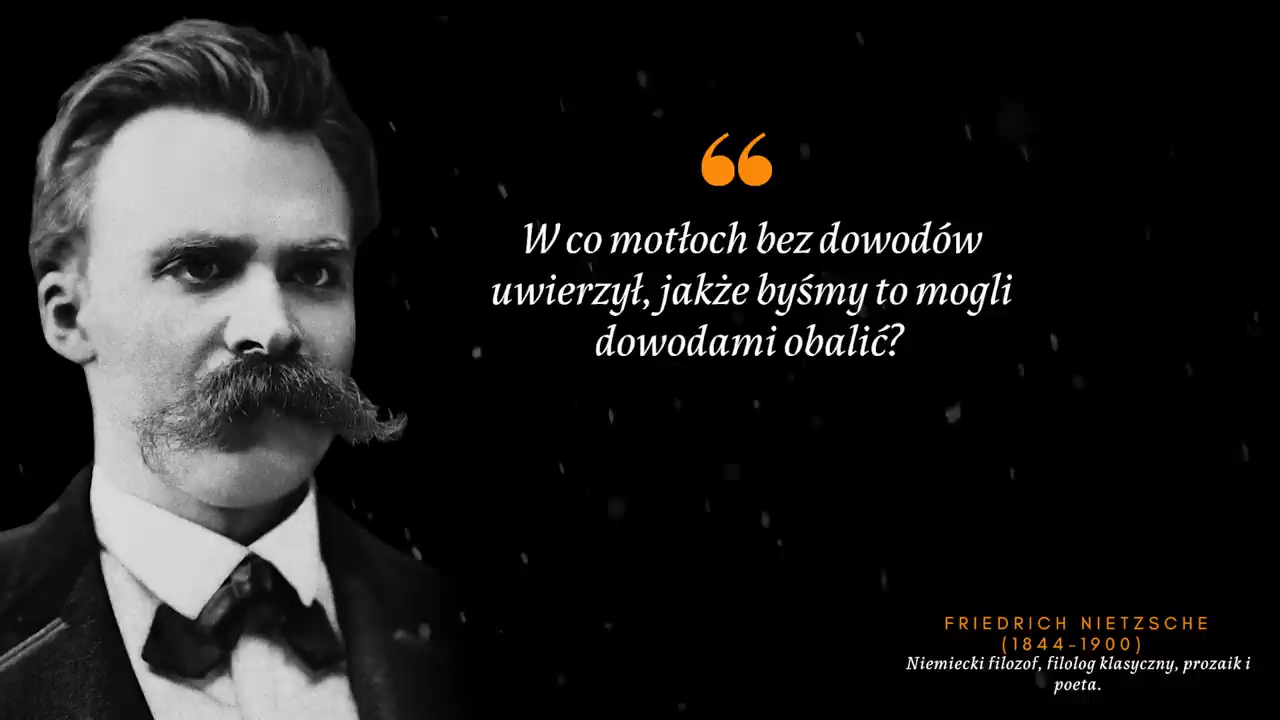 W co motłoch bez dowodów
uwierzył, jakże byśmy to mogli
dowodami obalić?
FRIEDRICH NIETZSCHE
(1844-1900)
Niemiecki filozof, filolog klasyczny, prozaik i
poeta.